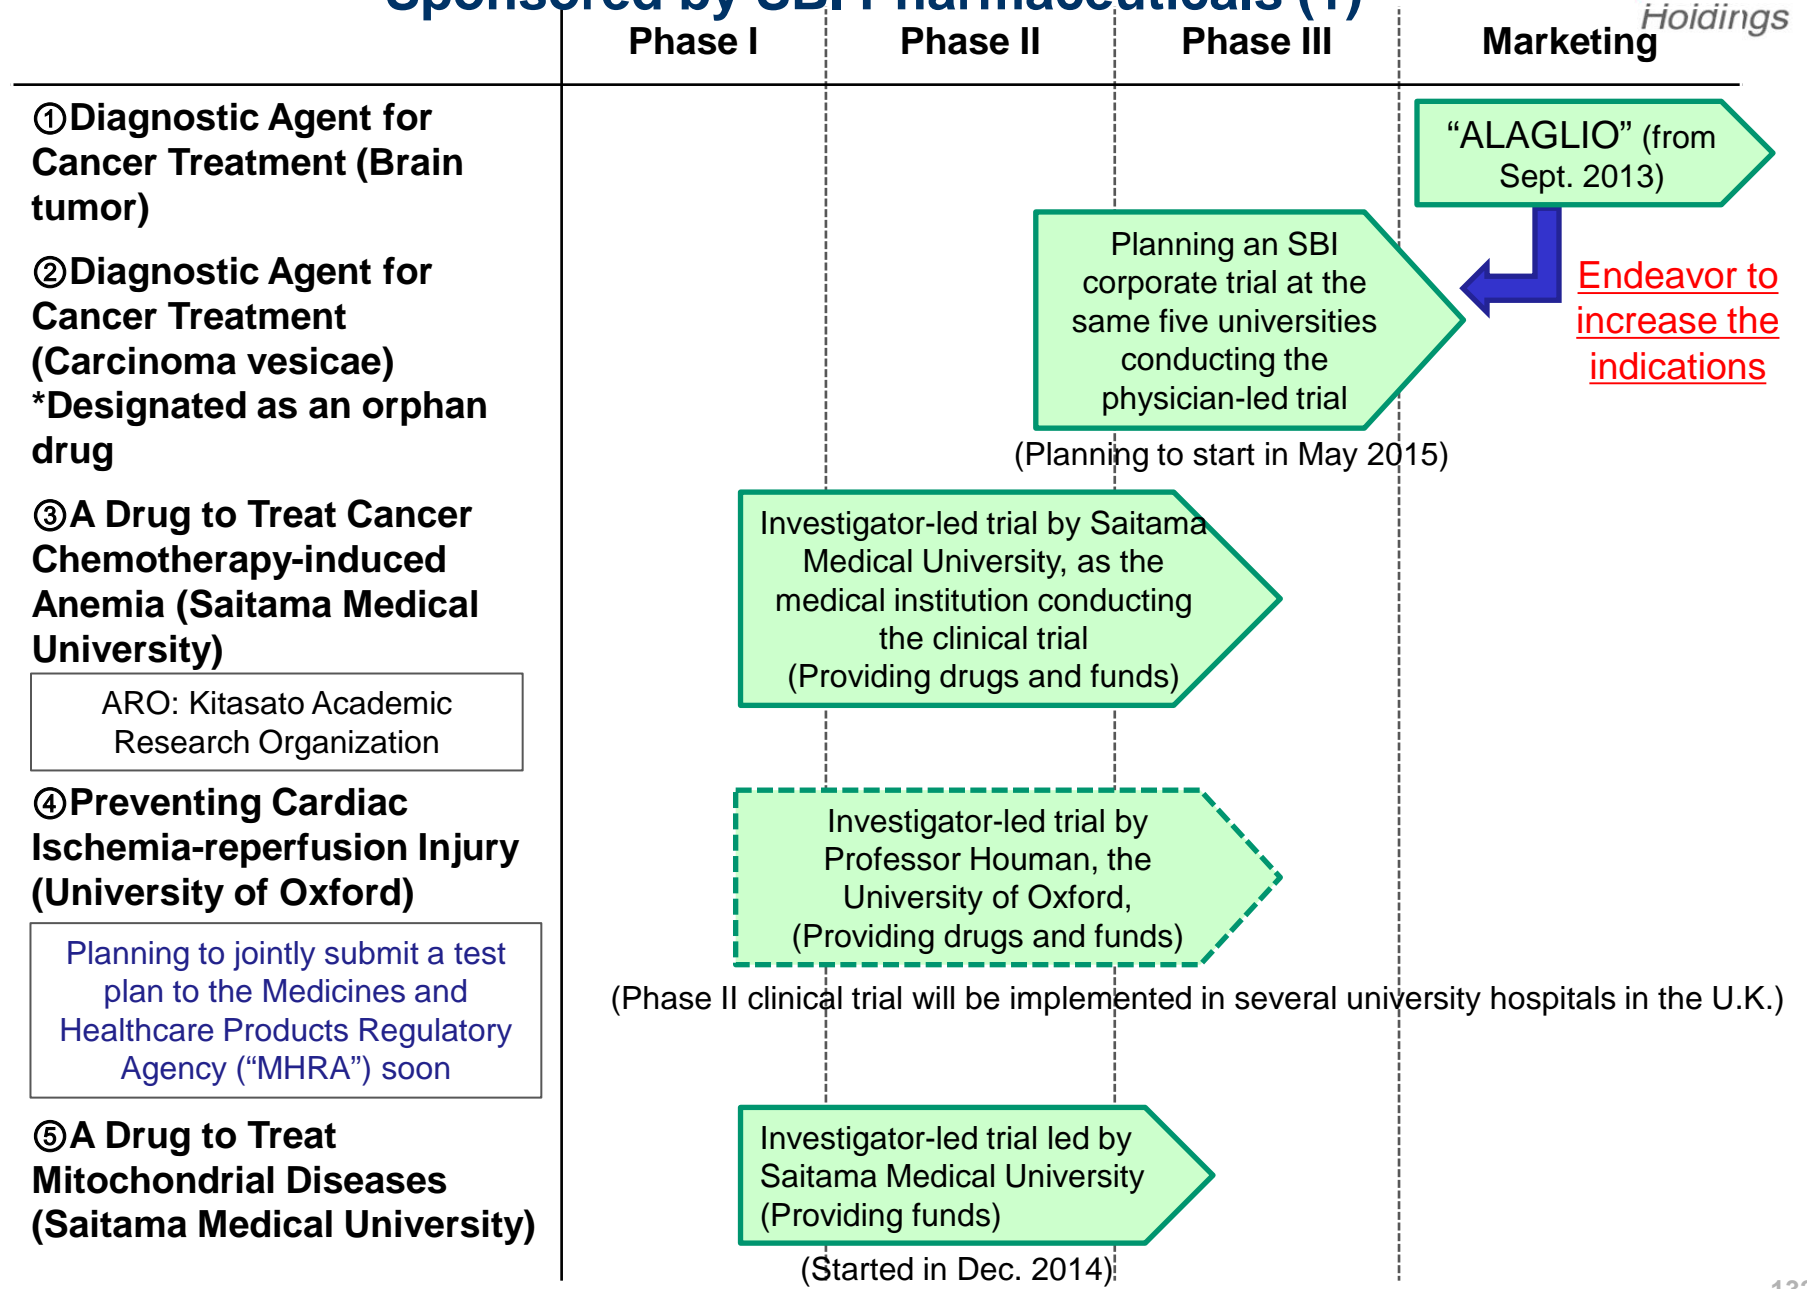 Sponsored by SBI Pharmaceuticals (1)
Holdings
Phase I
Phase II
Phase III
Marketing
①Diagnostic Agent for
Cancer Treatment (Brain
tumor)
“ALAGLIO” (from
Sept. 2013)
②Diagnostic Agent for
Cancer Treatment
(Carcinoma vesicae)
*Designated as an orphan
drug
Planning an SBI
corporate trial at the
same five universities
conducting the
physician-led trial
(Planning to start in May 2015)
Endeavor to
increase the
indications
③A Drug to Treat Cancer
Chemotherapy-induced
Anemia (Saitama Medical
University)
ARO: Kitasato Academic
Research Organization
Investigator-led trial by Saitama
Medical University, as the
medical institution conducting
the clinical trial
(Providing drugs and funds)
④Preventing Cardiac
Ischemia-reperfusion Injury
(University of Oxford)
Planning to jointly submit a test
plan to the Medicines and
Healthcare Products Regulatory
Agency (“MHRA”) soon
Investigator-led trial by
Professor Houman, the
University of Oxford,
(Providing drugs and funds)
(Phase II clinical trial will be implemented in several university hospitals in the U.K.)
⑤A Drug to Treat
Mitochondrial Diseases
(Saitama Medical University)
Investigator-led trial led by
Saitama Medical University
(Providing funds)
(Started in Dec. 2014)